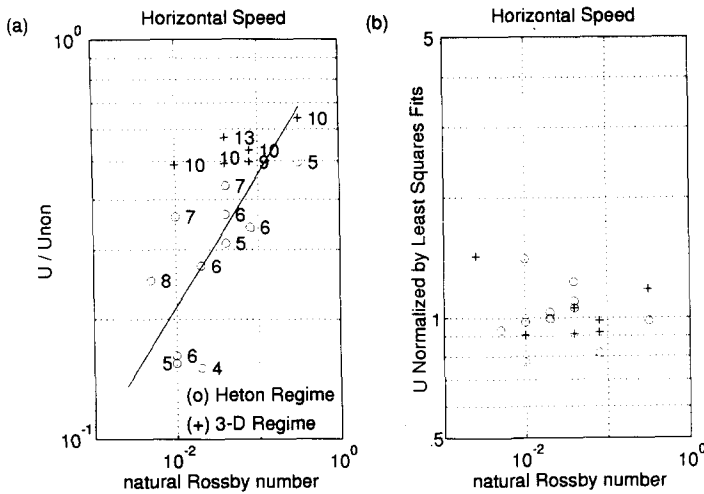 (a)
Horizontal Speed
10^0
13
10
10
10
10
9
5
7
7
6
6
5
8
6
6
5
4
(o) Heton Regime
(+) 3-D Regime
10^-1
10^-2
10^0
natural Rossby number
U / Unon
(b)
Horizontal Speed
5
1
.5
10^-2
10^0
natural Rossby number
U Normalized by Least Squares Fits